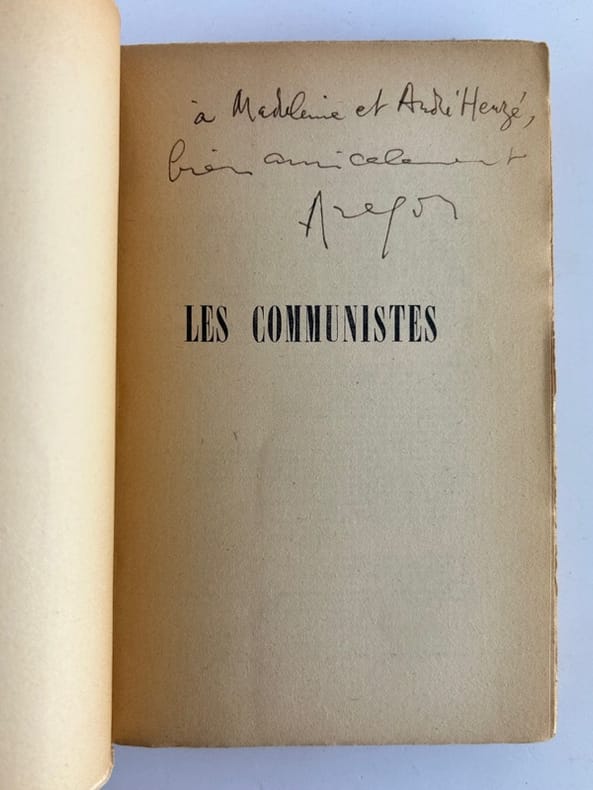 à Madeleine et André Heuzé,
bien amicalement
Aragon
LES COMMUNISTES